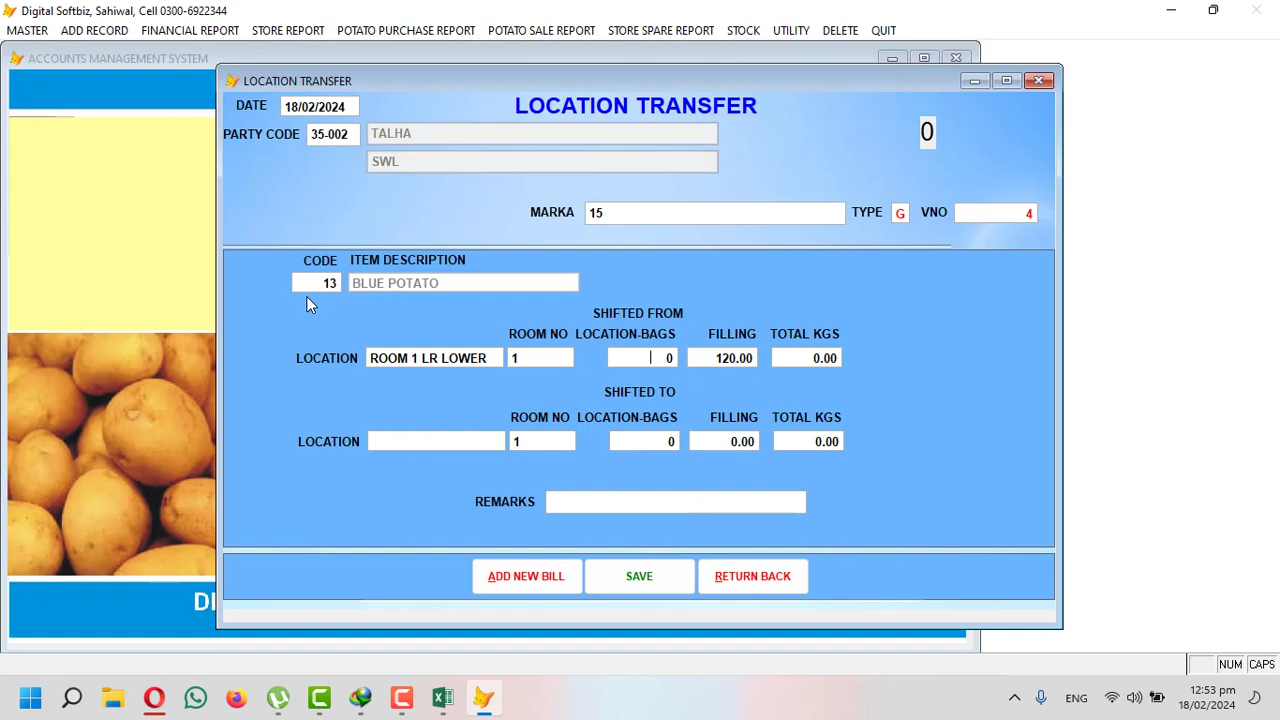 Digital Softbiz, Sahiwal, Cell 0300-6922344
MASTER ADD RECORD FINANCIAL REPORT STORE REPORT POTATO PURCHASE REPORT POTATO SALE REPORT STORE SPARE REPORT STOCK UTILITY DELETE QUIT
ACCOUNTS MANAGEMENT SYSTEM
LOCATION TRANSFER
DATE 18/02/2024 LOCATION TRANSFER
PARTY CODE 35-002 TALHA 0
SWL
MARKA 15 TYPE G VNO 4
CODE ITEM DESCRIPTION
13 BLUE POTATO
SHIFTED FROM
ROOM NO LOCATION-BAGS FILLING TOTAL KGS
LOCATION ROOM 1 LR LOWER 1 0 120.00 0.00
SHIFTED TO
ROOM NO LOCATION-BAGS FILLING TOTAL KGS
LOCATION 1 0 0.00 0.00
REMARKS
ADD NEW BILL SAVE RETURN BACK
DI
NUM CAPS
ENG 12:53 pm
18/02/2024